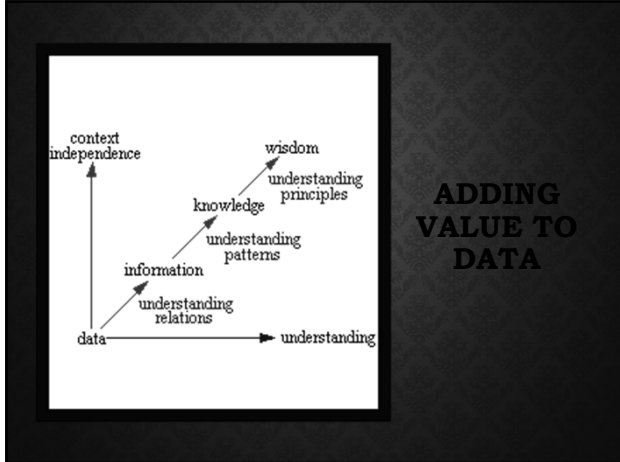 context
independence
wisdom
understanding
principles
knowledge
understanding
patterns
information
understanding
relations
data
understanding
ADDING
VALUE TO
DATA